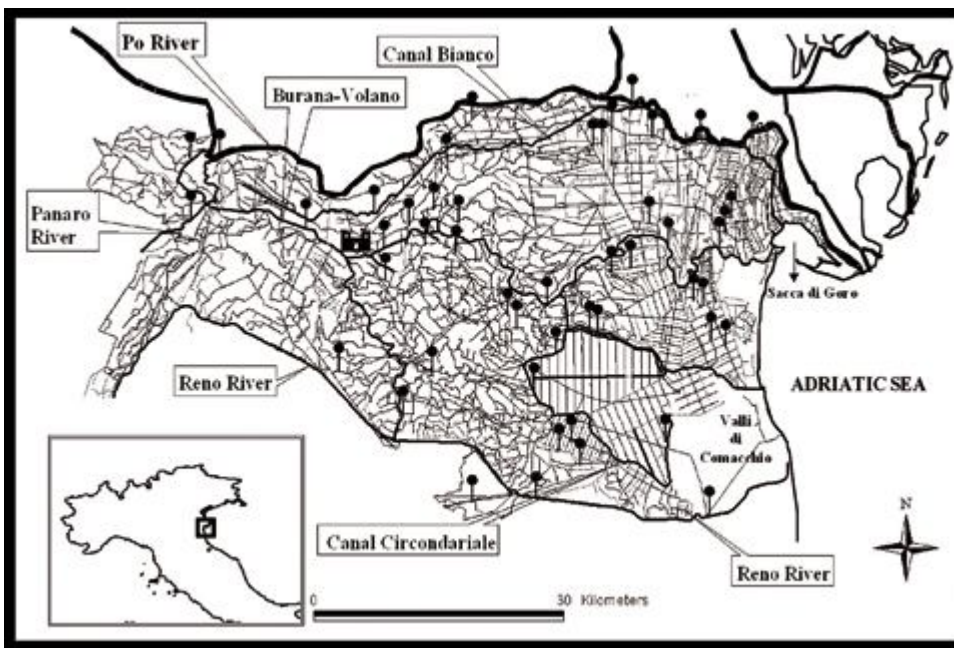 Po River
Canal Bianco
Burana-Volano
Panaro
River
Sacca di Goro
Reno River
ADRIATIC SEA
Valli
di
Comacchio
N
Canal Circondariale
Reno River
0
30 Kilometers